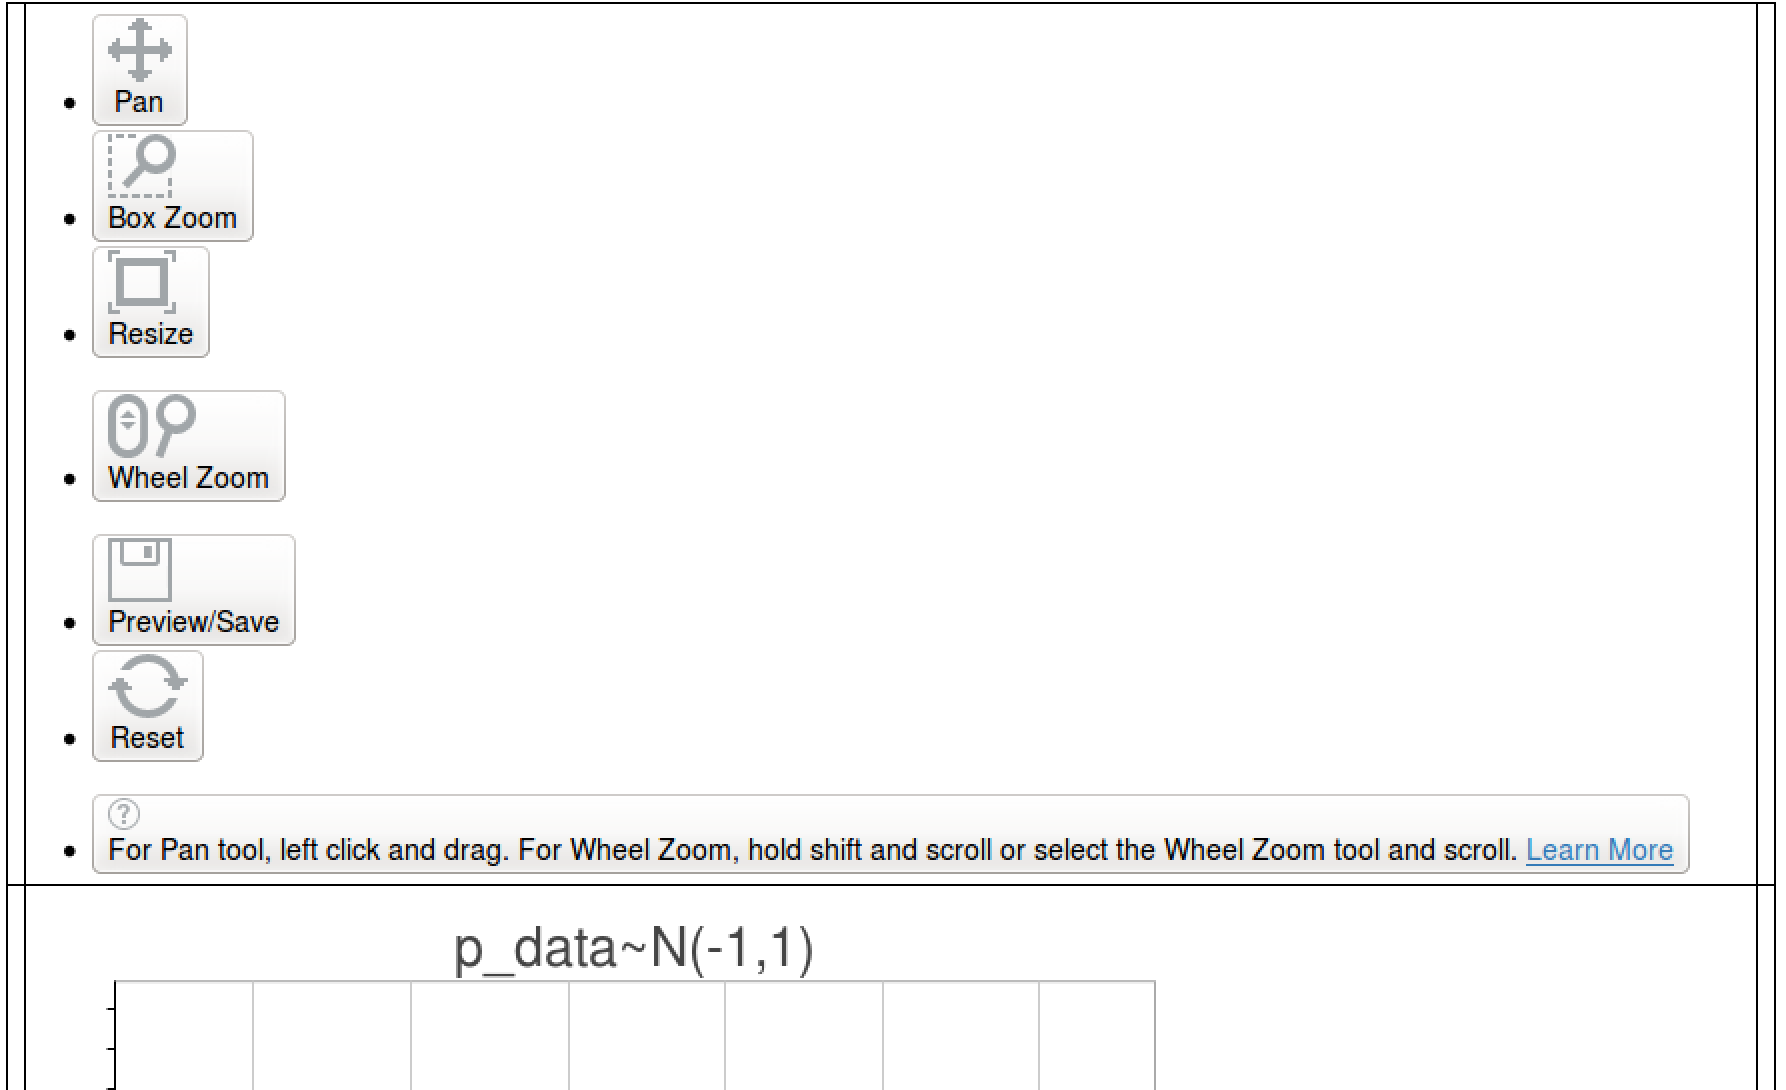 Pan
Box Zoom
Resize
Wheel Zoom
Preview/Save
Reset
?
For Pan tool, left click and drag. For Wheel Zoom, hold shift and scroll or select the Wheel Zoom tool and scroll. Learn More
p_data~N(-1,1)